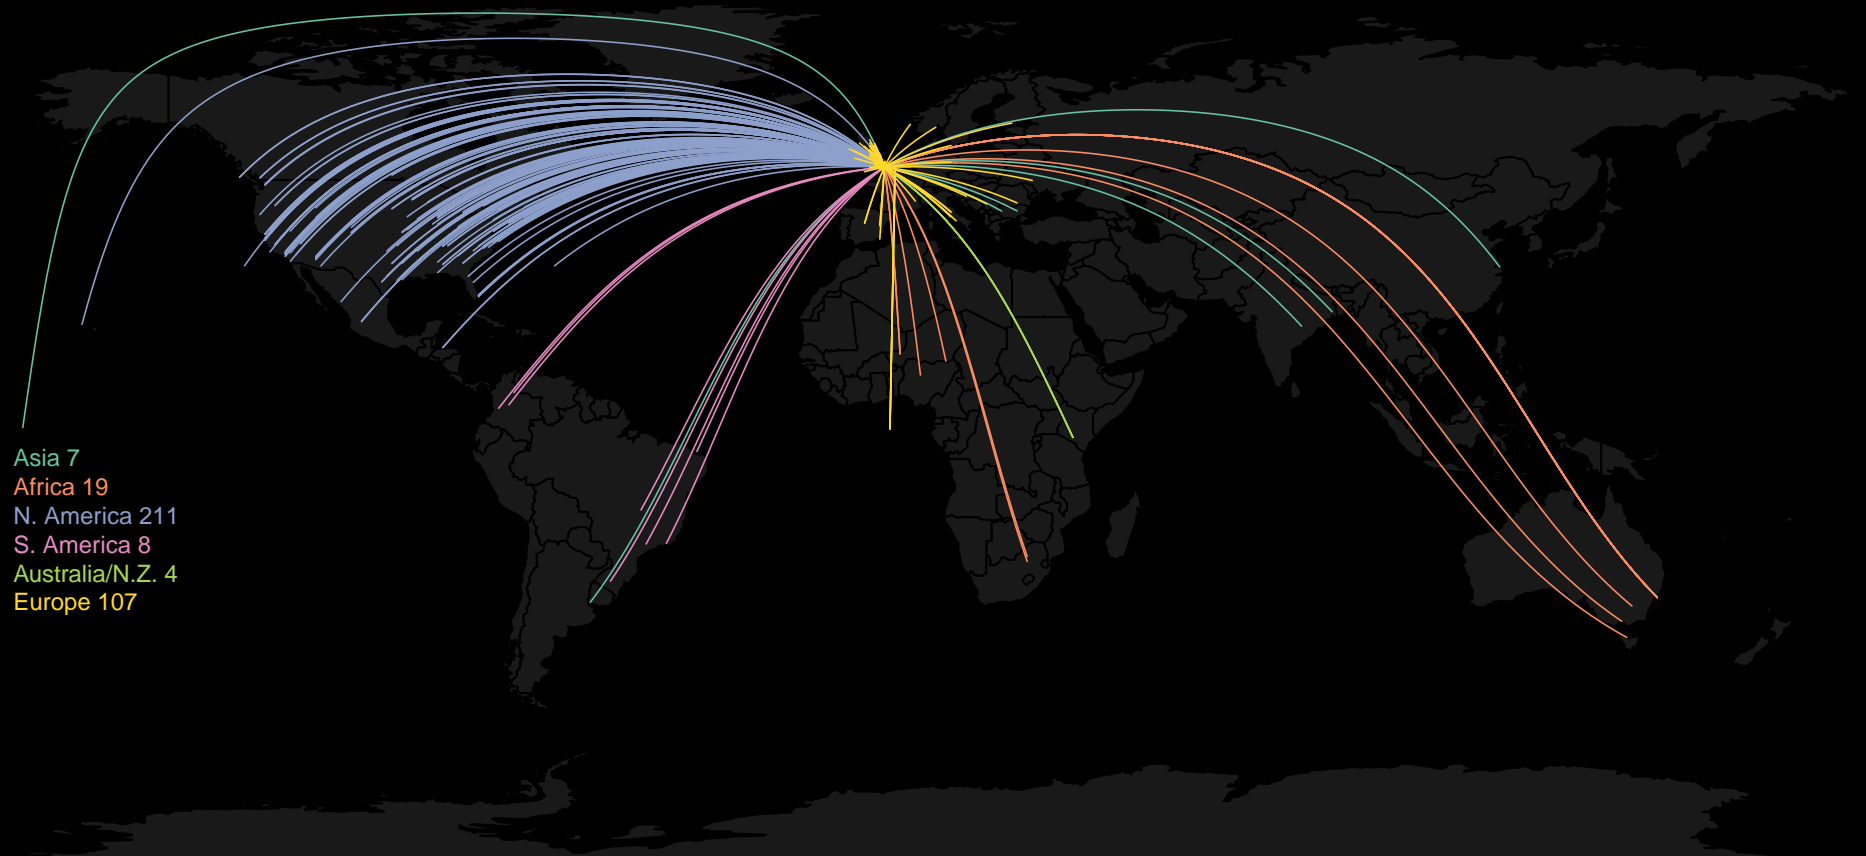 Asia 7
Africa 19
N. America 211
S. America 8
Australia/N.Z. 4
Europe 107